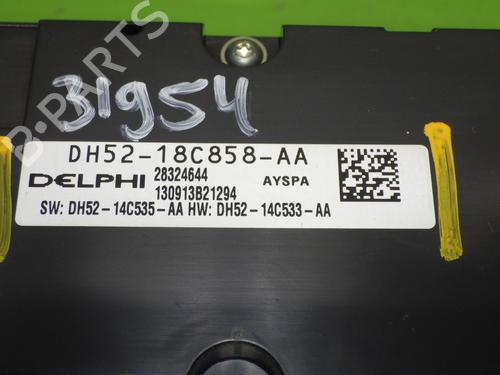 31954
B-PARTS
DH52-18C858-AA
DELPHI 28324644 AYSPA
130913B21294
SW: DH52-14C535-AA HW: DH52-14C533-AA